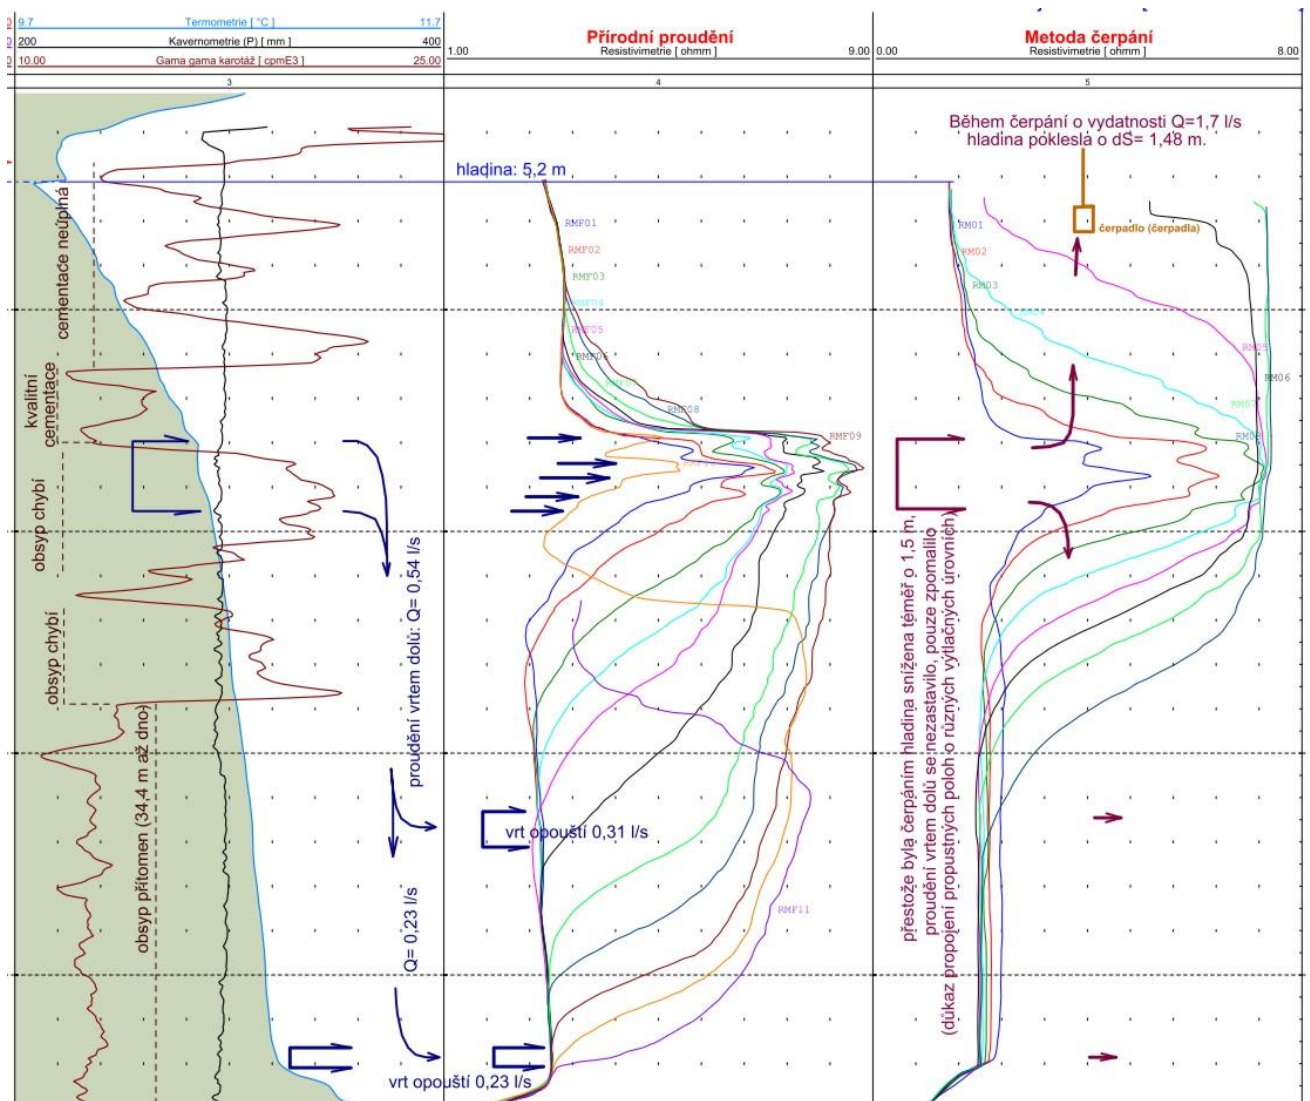 9.7 Termometrie [ °C ] 11.7
200 Kavernometrie (P) [ mm ] 400
10.00 Gama gama karotáž [ cpmE3 ] 25.00
3
Přírodní proudění
1.00 Resistivimetrie [ ohmm ] 9.00
4
Metoda čerpání
0.00 Resistivimetrie [ ohmm ] 8.00
5
Během čerpání o vydatnosti Q=1,7 l/s
hladina poklesla o dS= 1,48 m.
hladina: 5,2 m
čerpadlo (čerpadla)
cementace neúplná
kvalitní
cementace
obsyp chybí
obsyp chybí
obsyp přítomen (34,4 m až dno)
proudění vrtem dolů: Q= 0,54 l/s
Q= 0,23 l/s
RMF01
RMF02
RMF03
RMF04
RMF05
RMF06
RMF08
RMF09
RMF11
vrt opouští 0,31 l/s
vrt opouští 0,23 l/s
RM01
RM02
RM03
RM05
RM06
RM07
RM08
přestože byla čerpáním hladina snížena téměř o 1,5 m,
proudění vrtem dolů se nezastavilo, pouze zpomalilo
(důkaz propojení propustných poloh o různých výtlačných úrovních)